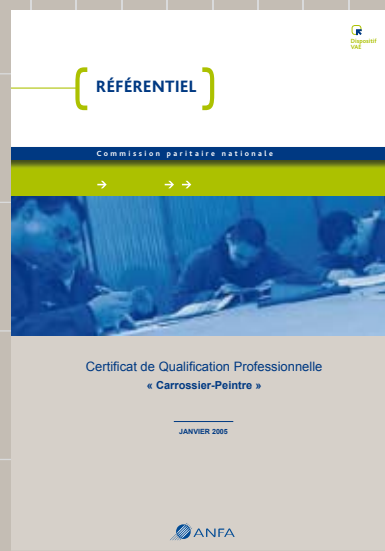 Dispositif
VAE
RÉFÉRENTIEL
Commission paritaire nationale
Certificat de Qualification Professionnelle
« Carrossier-Peintre »
JANVIER 2005
ANFA